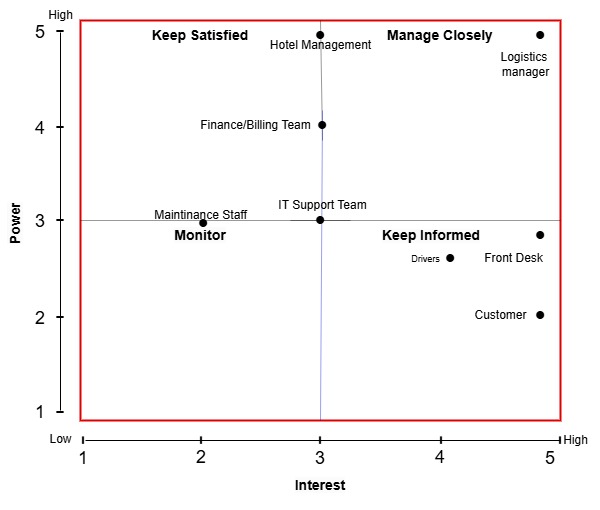 High
5
Keep Satisfied
Manage Closely
Hotel Management
Logistics
manager
4
Finance/Billing Team
Power
3
IT Support Team
Maintinance Staff
Monitor
Keep Informed
Drivers
Front Desk
2
Customer
1
Low
High
1
2
3
4
5
Interest